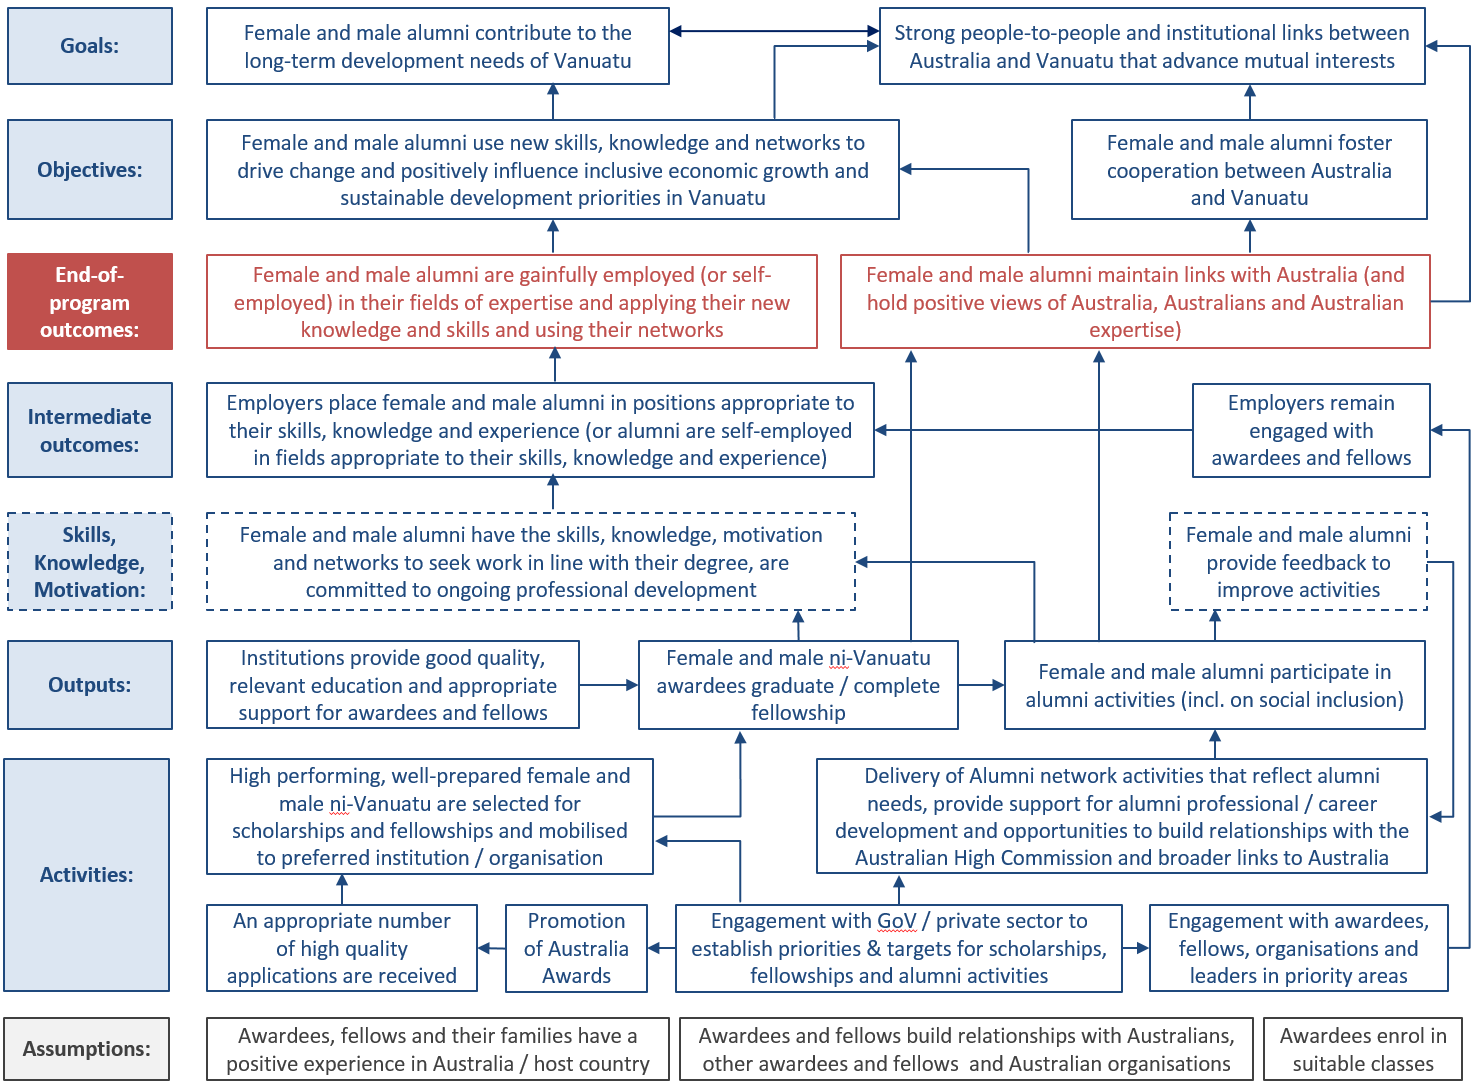 Goals:
Female and male alumni contribute to the
long-term development needs of Vanuatu
Strong people-to-people and institutional links between
Australia and Vanuatu that advance mutual interests
Objectives:
Female and male alumni use new skills, knowledge and networks to
drive change and positively influence inclusive economic growth and
sustainable development priorities in Vanuatu
Female and male alumni foster
cooperation between Australia
and Vanuatu
End-of-
program
outcomes:
Female and male alumni are gainfully employed (or self-
employed) in their fields of expertise and applying their new
knowledge and skills and using their networks
Female and male alumni maintain links with Australia (and
hold positive views of Australia, Australians and Australian
expertise)
Intermediate
outcomes:
Employers place female and male alumni in positions appropriate to
their skills, knowledge and experience (or alumni are self-employed
in fields appropriate to their skills, knowledge and experience)
Employers remain
engaged with
awardees and fellows
Skills,
Knowledge,
Motivation:
Female and male alumni have the skills, knowledge, motivation
and networks to seek work in line with their degree, are
committed to ongoing professional development
Female and male alumni
provide feedback to
improve activities
Outputs:
Institutions provide good quality,
relevant education and appropriate
support for awardees and fellows
Female and male ni-Vanuatu
awardees graduate / complete
fellowship
Female and male alumni participate in
alumni activities (incl. on social inclusion)
Activities:
High performing, well-prepared female and
male ni-Vanuatu are selected for
scholarships and fellowships and mobilised
to preferred institution / organisation
Delivery of Alumni network activities that reflect alumni
needs, provide support for alumni professional / career
development and opportunities to build relationships with the
Australian High Commission and broader links to Australia
An appropriate number
of high quality
applications are received
Promotion
of Australia
Awards
Engagement with GoV / private sector to
establish priorities & targets for scholarships,
fellowships and alumni activities
Engagement with awardees,
fellows, organisations and
leaders in priority areas
Assumptions:
Awardees, fellows and their families have a
positive experience in Australia / host country
Awardees and fellows build relationships with Australians,
other awardees and fellows and Australian organisations
Awardees enrol in
suitable classes